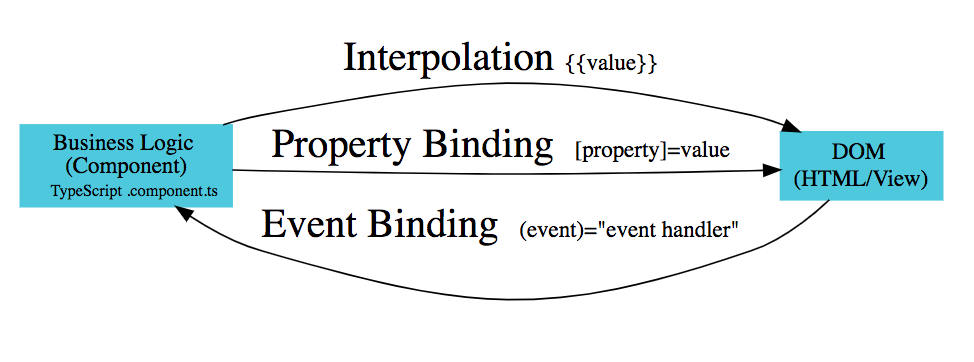 Interpolation {{value}}
Business Logic
(Component)
TypeScript .component.ts
Property Binding [property]=value
DOM
(HTML/View)
Event Binding (event)="event handler"